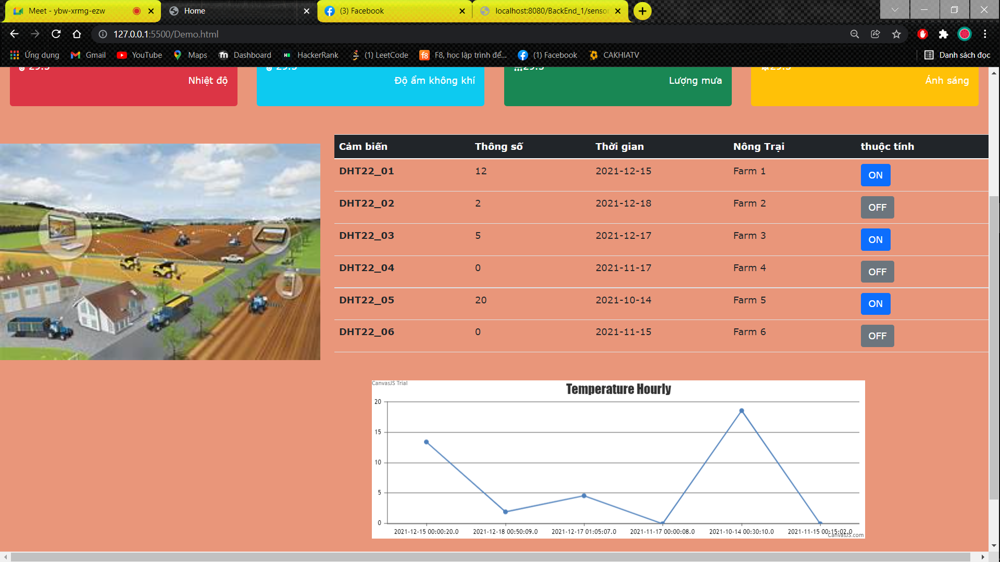 Meet - ybw-xrmg-ezw
Home
(3) Facebook
localhost:8080/BackEnd_1/sensor
127.0.0.1:5500/Demo.html
Ứng dụng
Gmail
YouTube
Maps
Dashboard
HackerRank
(1) LeetCode
F8, học lập trình để...
(1) Facebook
CAKHIATV
Danh sách đọc
29.5
Nhiệt độ
29.5
Độ ẩm không khí
29.5
Lượng mưa
29.5
Ánh sáng
Cảm biến Thông số Thời gian Nông Trại thuộc tính
DHT22_01 12 2021-12-15 Farm 1 ON
DHT22_02 2 2021-12-18 Farm 2 OFF
DHT22_03 5 2021-12-17 Farm 3 ON
DHT22_04 0 2021-11-17 Farm 4 OFF
DHT22_05 20 2021-10-14 Farm 5 ON
DHT22_06 0 2021-11-15 Farm 6 OFF
CanvasJS Trial
Temperature Hourly
20
15
10
5
0
2021-12-15 00:00:20.0 2021-12-18 00:50:09.0 2021-12-17 01:05:07.0 2021-11-17 00:00:08.0 2021-10-14 00:30:10.0 2021-11-15 00:15:02.0
CanvasJS.com